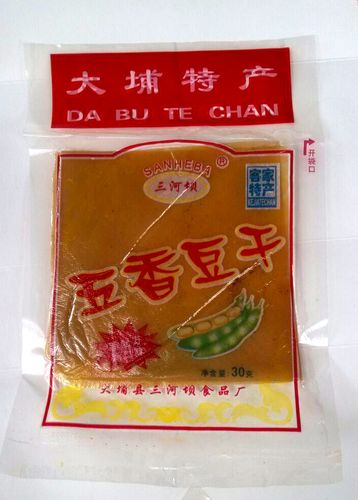 大埔特产
DA BU TE CHAN
SANHEBA®
三河坝
客家
特产
KEJIATECHAN
开袋口
五香豆干
净含量:30克
大埔县三河坝食品厂